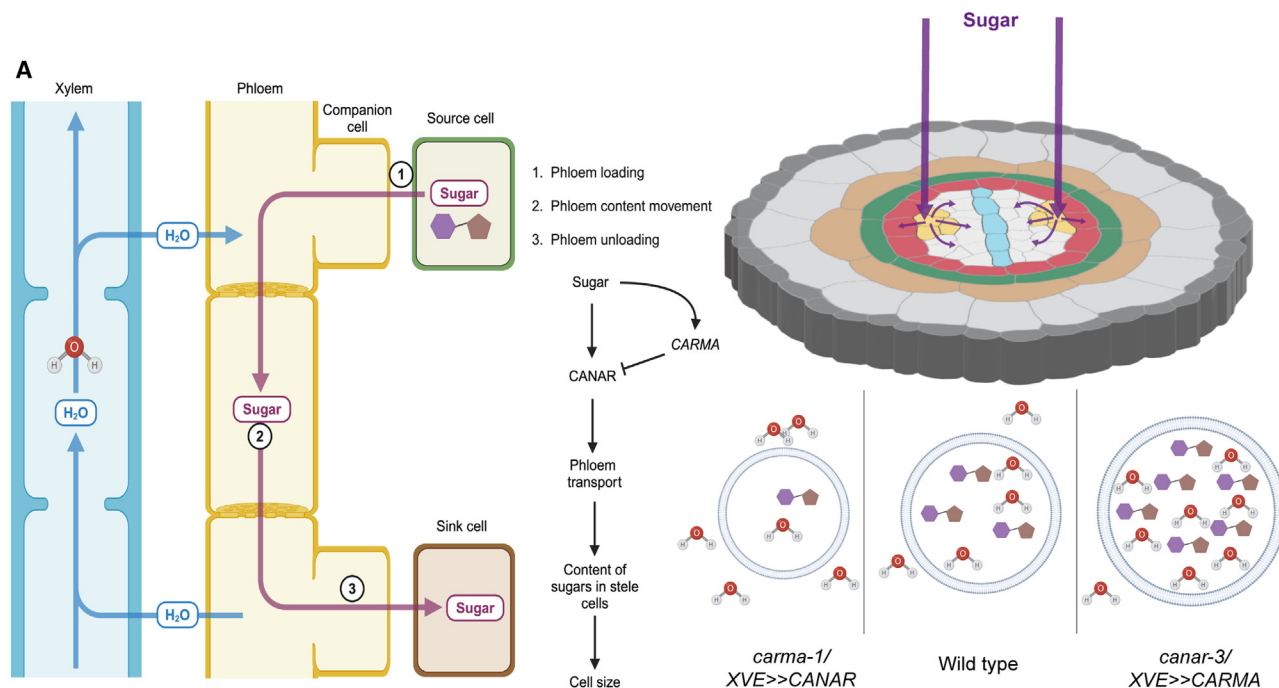 A
Xylem
Phloem
Companion
cell
Source cell
1
Sugar
H₂O
O
H
H
H₂O
Sugar
2
Sink cell
3
Sugar
H₂O
1. Phloem loading
2. Phloem content movement
3. Phloem unloading
Sugar
CARMA
CANAR
Phloem
transport
Content of
sugars in stele
cells
Cell size
Sugar
O
H
H
O
H
H
O
H
H
O
H
H
O
H
H
O
H
H
carma-1/
XVE>>CANAR
O
H
H
O
H
H
O
H
H
O
H
H
O
H
H
Wild type
O
H
H
O
H
H
O
H
H
O
H
H
O
H
H
O
H
H
O
H
H
O
H
H
canar-3/
XVE>>CARMA